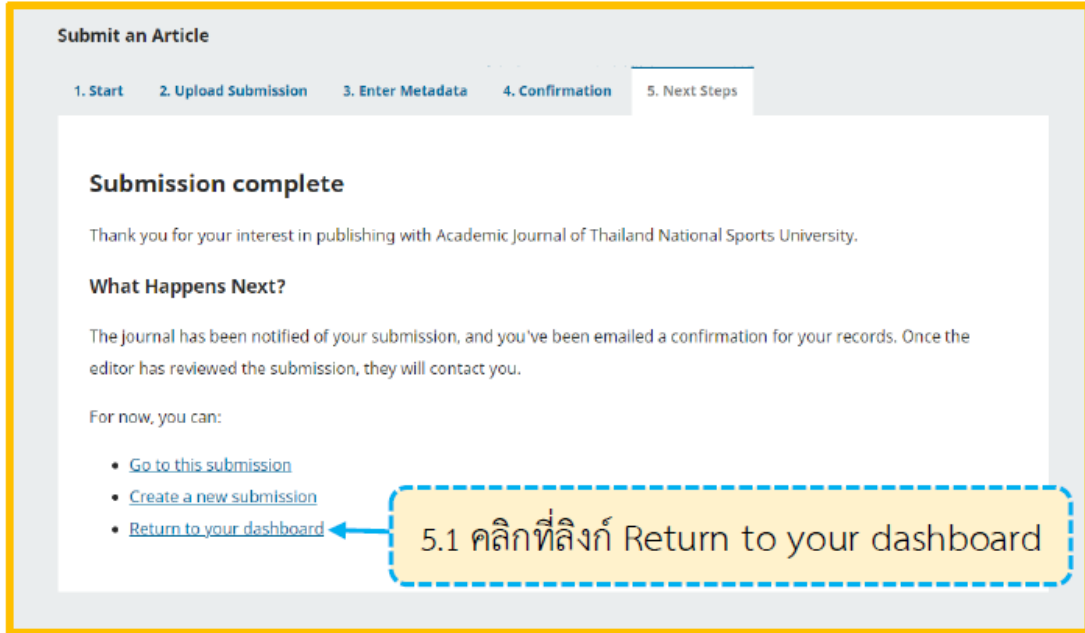 Submit an Article
1. Start 2. Upload Submission 3. Enter Metadata 4. Confirmation 5. Next Steps
Submission complete
Thank you for your interest in publishing with Academic Journal of Thailand National Sports University.
What Happens Next?
The journal has been notified of your submission, and you've been emailed a confirmation for your records. Once the
editor has reviewed the submission, they will contact you.
For now, you can:
• Go to this submission
• Create a new submission
• Return to your dashboard
5.1 คลิกที่ลิงก์ Return to your dashboard